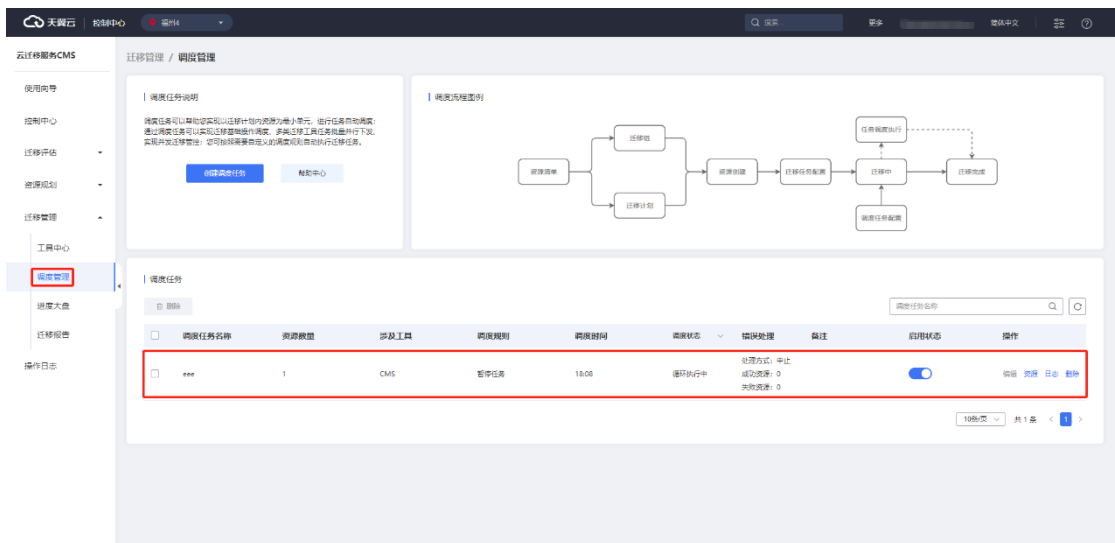 天翼云 控制中心 福州4 搜索 更多 简体中文
云迁移服务CMS
迁移管理 / 调度管理
使用向导
控制中心
迁移评估
资源规划
迁移管理
工具中心
调度管理
进度大盘
迁移报告
操作日志
调度任务说明
调度任务可以帮助您实现以迁移计划内资源为最小单元，进行任务自动调度；
通过调度任务可以实现迁移基础操作调度、多类迁移工具任务批量并行下发、
实现并发迁移管控；您可按照需要自定义的调度规则自动执行迁移任务。
创建调度任务 帮助中心
调度流程图例
资源清单
迁移组
迁移计划
资源创建
迁移任务配置
任务调度执行
迁移中
调度任务配置
迁移完成
调度任务
删除
调度任务名称
调度任务名称 资源数量 涉及工具 调度规则 调度时间 调度状态 错误处理 备注 启用状态 操作
eee 1 CMS 暂停任务 18:08 循环执行中
处理方式：中止
成功资源：0
失败资源：0
编辑 资源 日志 删除
10条/页 共 1 条 < 1 >